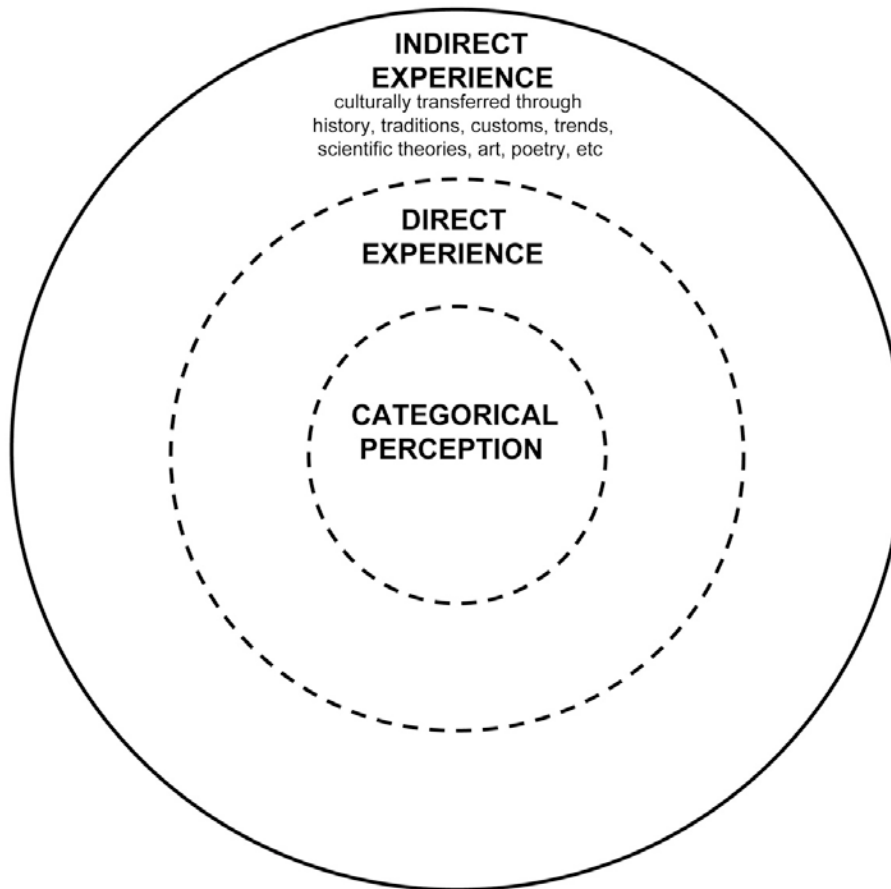 INDIRECT
EXPERIENCE
culturally transferred through
history, traditions, customs, trends,
scientific theories, art, poetry, etc
DIRECT
EXPERIENCE
CATEGORICAL
PERCEPTION